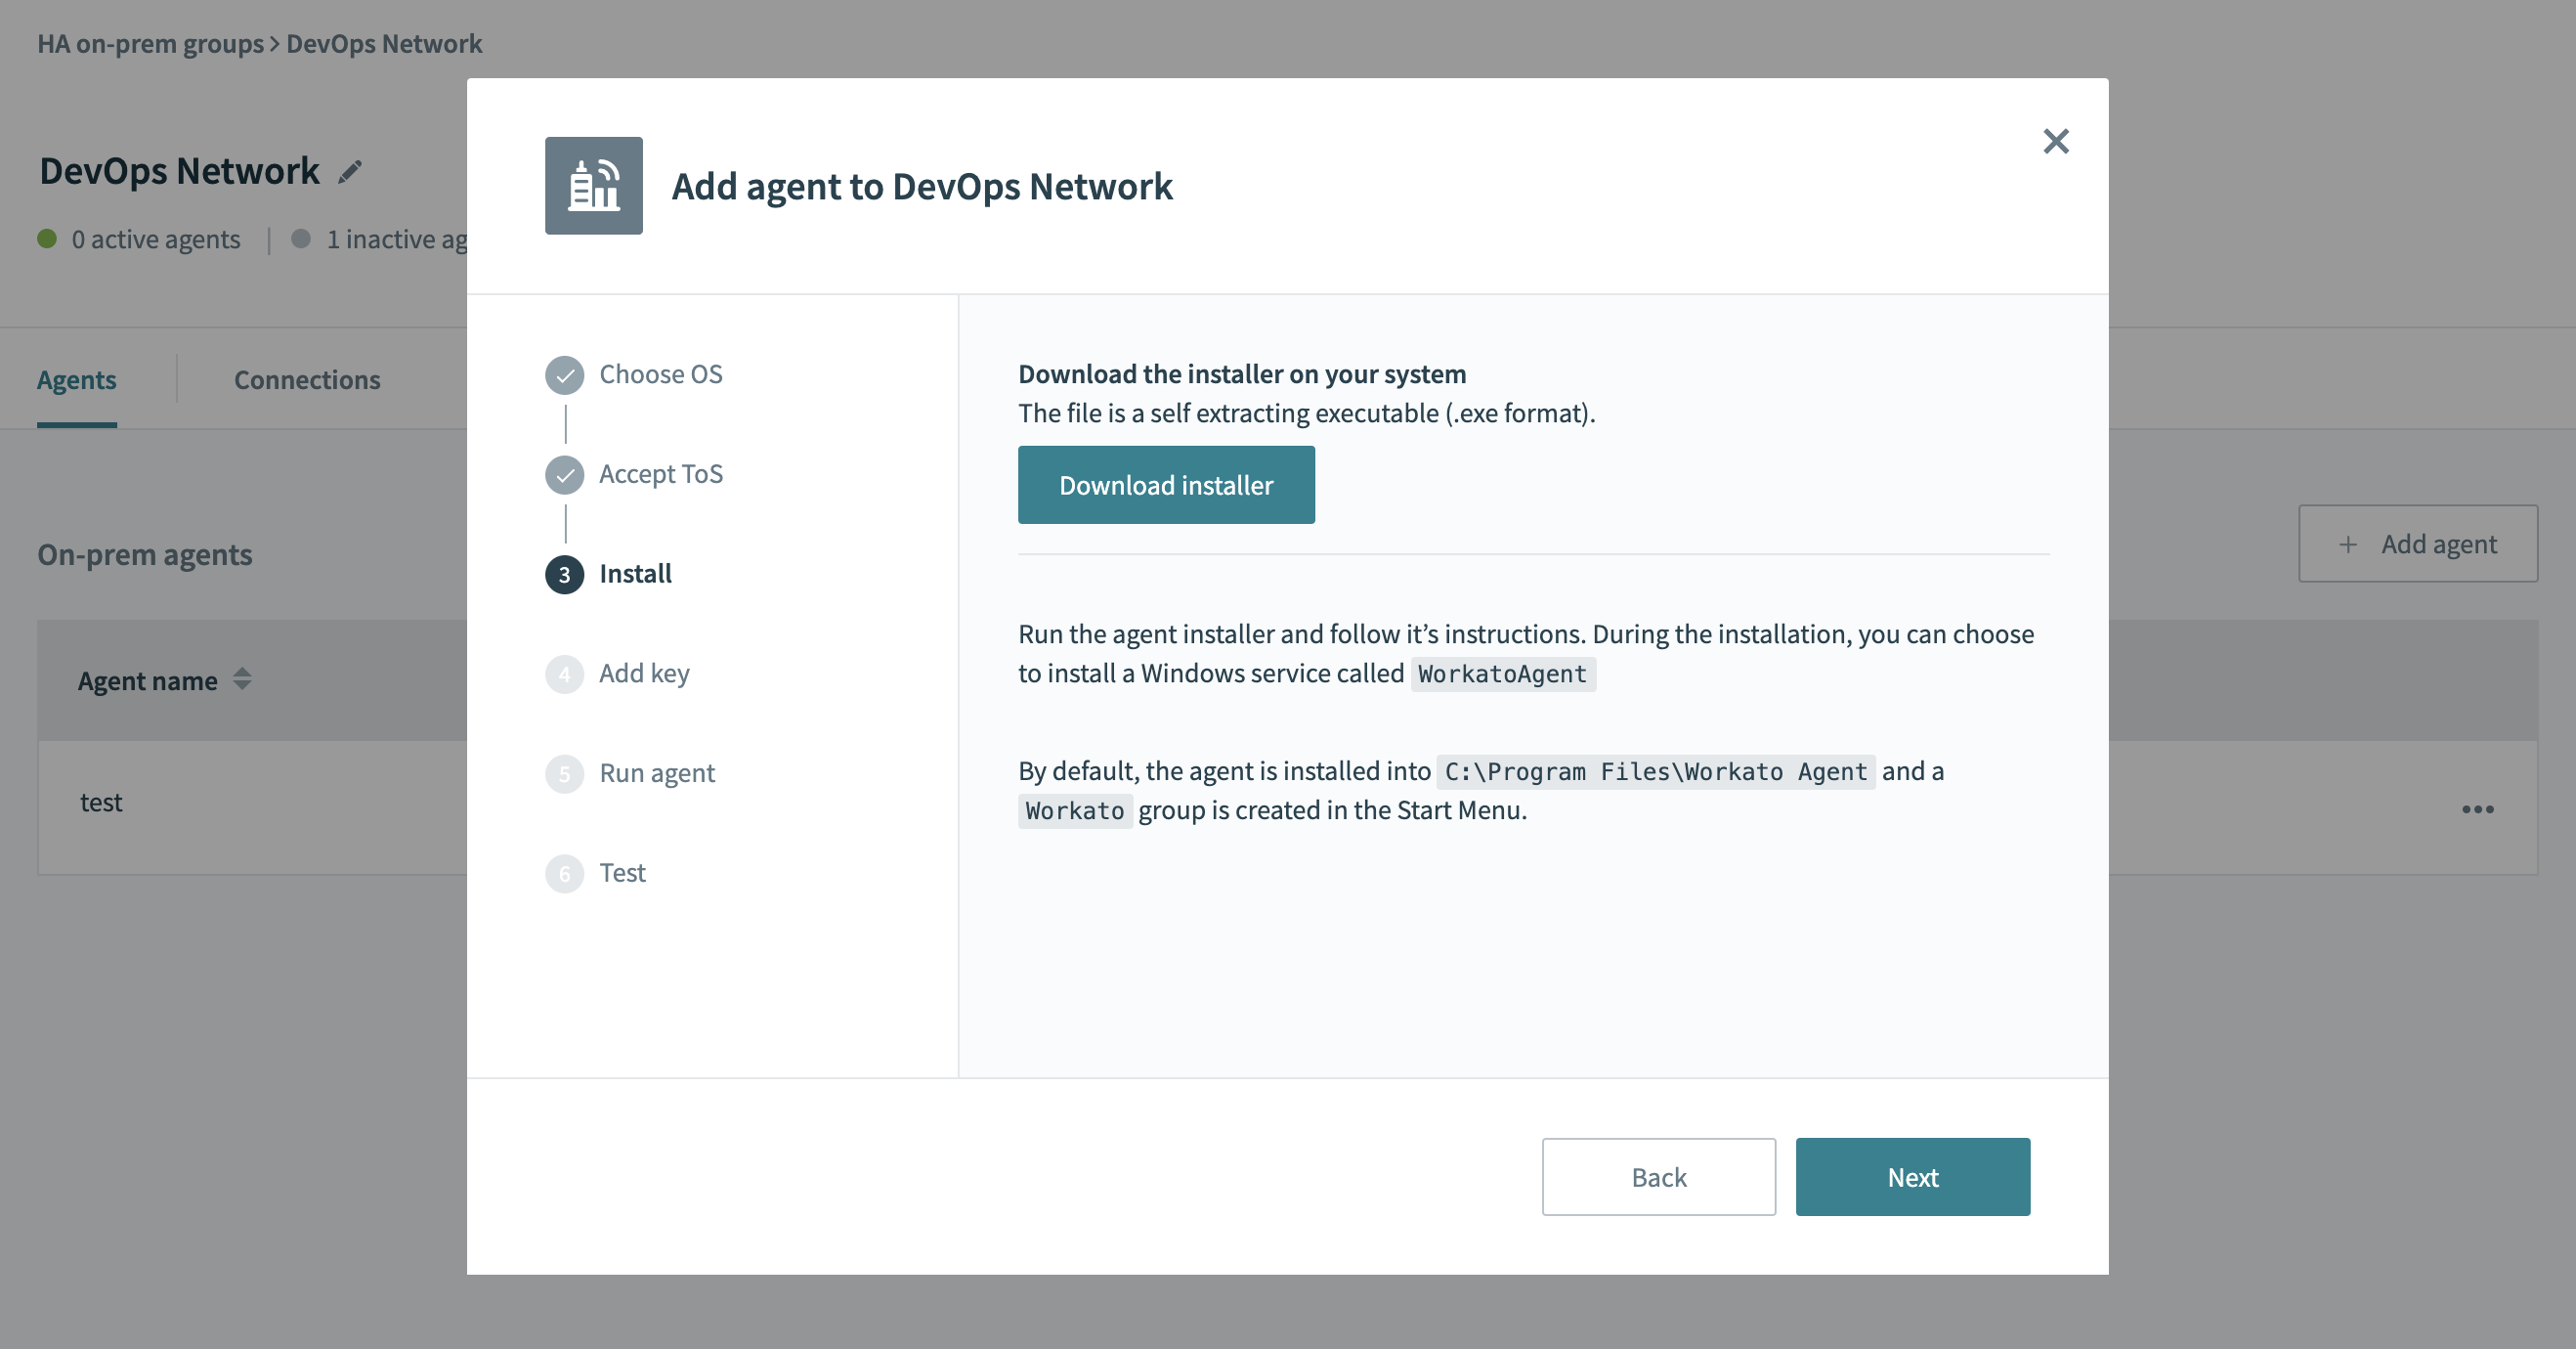 HA on-prem groups > DevOps Network
DevOps Network
0 active agents | 1 inactive ag
Agents
Connections
On-prem agents
+ Add agent
Agent name
test
Add agent to DevOps Network
Choose OS
Accept ToS
3 Install
4 Add key
5 Run agent
6 Test
Download the installer on your system
The file is a self extracting executable (.exe format).
Download installer
Run the agent installer and follow it’s instructions. During the installation, you can choose
to install a Windows service called WorkatoAgent
By default, the agent is installed into C:\Program Files\Workato Agent and a
Workato group is created in the Start Menu.
Back
Next